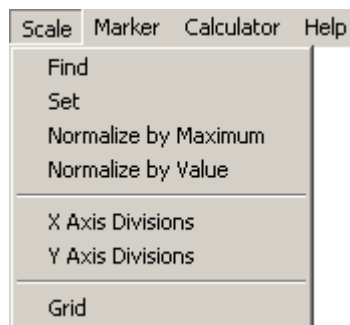 Scale Marker Calculator Help
Find
Set
Normalize by Maximum
Normalize by Value
X Axis Divisions
Y Axis Divisions
Grid